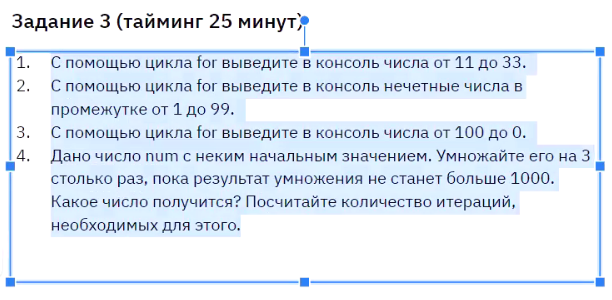 Задание 3 (тайминг 25 минут)
1. С помощью цикла for выведите в консоль числа от 11 до 33.
2. С помощью цикла for выведите в консоль нечетные числа в
промежутке от 1 до 99.
3. С помощью цикла for выведите в консоль числа от 100 до 0.
4. Дано число num с неким начальным значением. Умножайте его на 3
столько раз, пока результат умножения не станет больше 1000.
Какое число получится? Посчитайте количество итераций,
необходимых для этого.